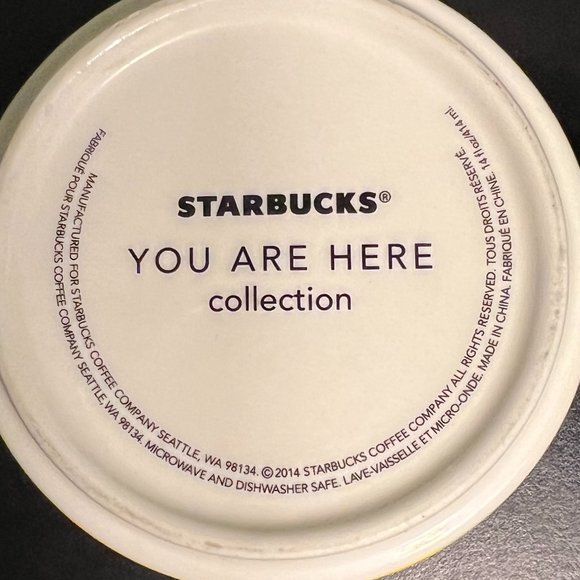 STARBUCKS®
YOU ARE HERE
collection
MANUFACTURED FOR STARBUCKS COFFEE COMPANY SEATTLE, WA 98134. ©2014 STARBUCKS COFFEE COMPANY ALL RIGHTS RESERVED. TOUS DROITS RÉSERVÉ.
FABRIQUÉ POUR STARBUCKS COFFEE COMPANY SEATTLE, WA 98134. MICROWAVE AND DISHWASHER SAFE. LAVE-VAISSELLE ET MICRO-ONDE. MADE IN CHINA. FABRIQUÉ EN CHINE. 14 fl oz/414 ml.